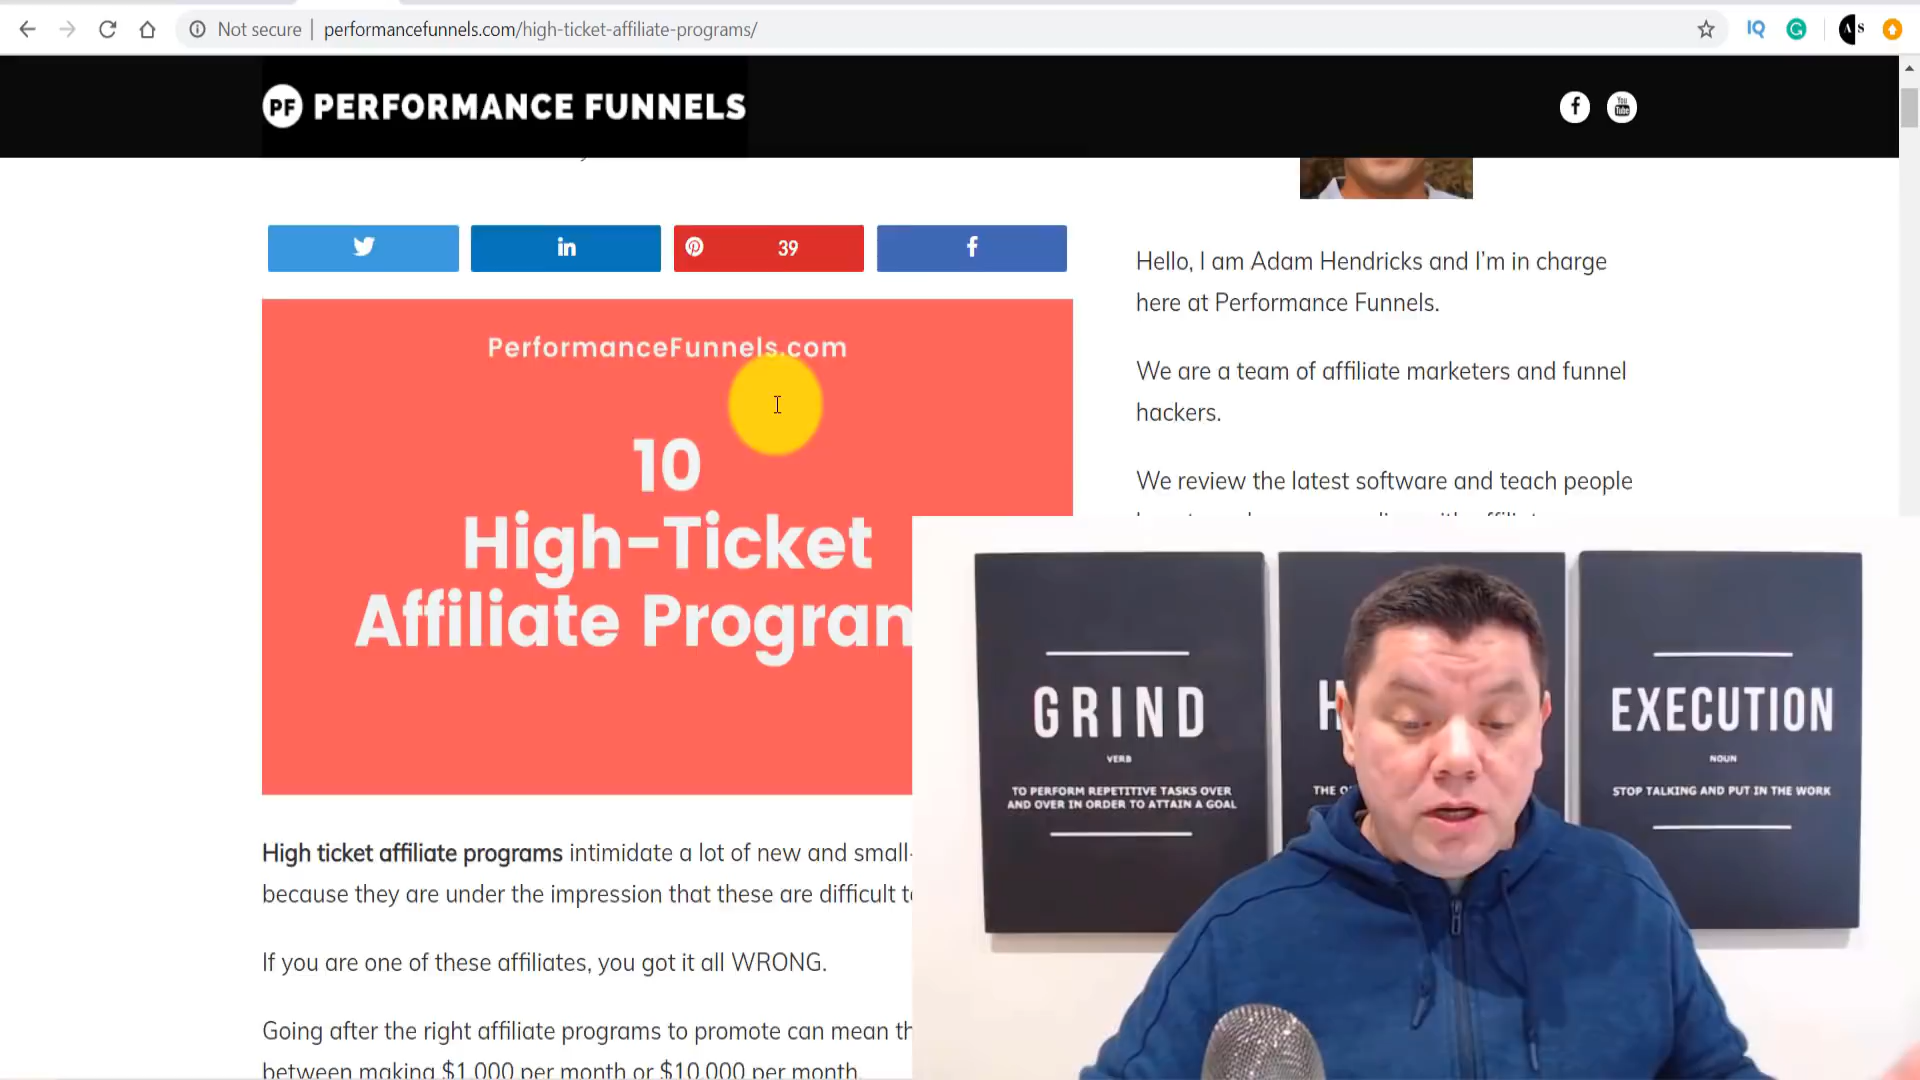 Not secure
performancefunnels.com/high-ticket-affiliate-programs/
IQ
A S
PF PERFORMANCE FUNNELS
You Tube
39
PerformanceFunnels.com
10
High-Ticket
Affiliate
High ticket affiliate programs intimidate a lot of new and small-
because they are under the impression that these are difficult
If you are one of these affiliates, you got it all WRONG.
Going after the right affiliate programs to promote can mean
between making $1,000 per month or $10,000 per month.
Hello, I am Adam Hendricks and I'm in charge
here at Performance Funnels.
We are a team of affiliate marketers and funnel
hackers.
We review the latest software and teach people
GRIND
VERB
TO PERFORM REPETITIVE TASKS OVER
AND OVER IN ORDER TO ATTAIN A GOAL
H
THE
EXECUTION
NOUN
STOP TALKING AND PUT IN THE WORK